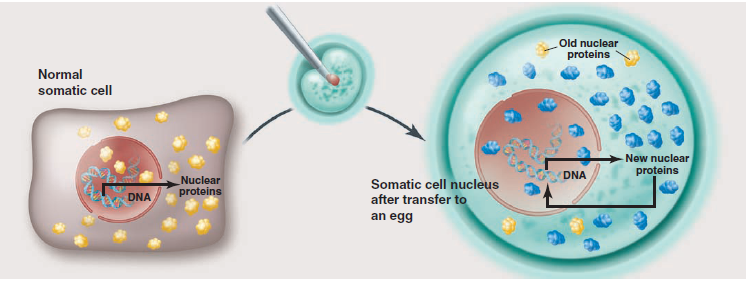 Normal
somatic cell
Nuclear
proteins
DNA
Somatic cell nucleus
after transfer to
an egg
Old nuclear
proteins
DNA
New nuclear
proteins